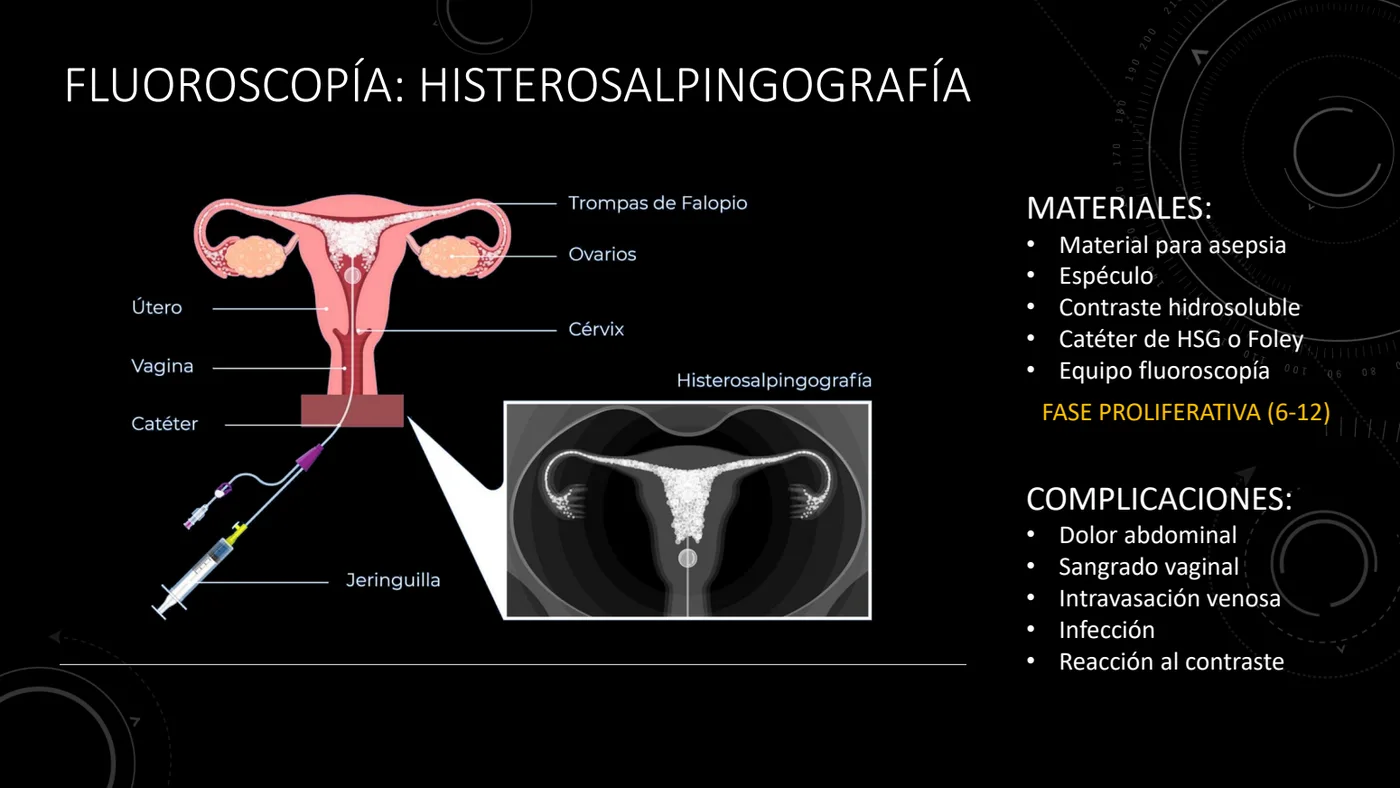 FLUOROSCOPÍA: HISTEROSALPINGOGRAFÍA
Trompas de Falopio
Ovarios
Útero
Cérvix
Vagina
Histerosalpingografía
Catéter
Jeringuilla
MATERIALES:
• Material para asepsia
• Espéculo
• Contraste hidrosoluble
• Catéter de HSG o Foley
• Equipo fluoroscopía
FASE PROLIFERATIVA (6-12)
COMPLICACIONES:
• Dolor abdominal
• Sangrado vaginal
• Intravasación venosa
• Infección
• Reacción al contraste